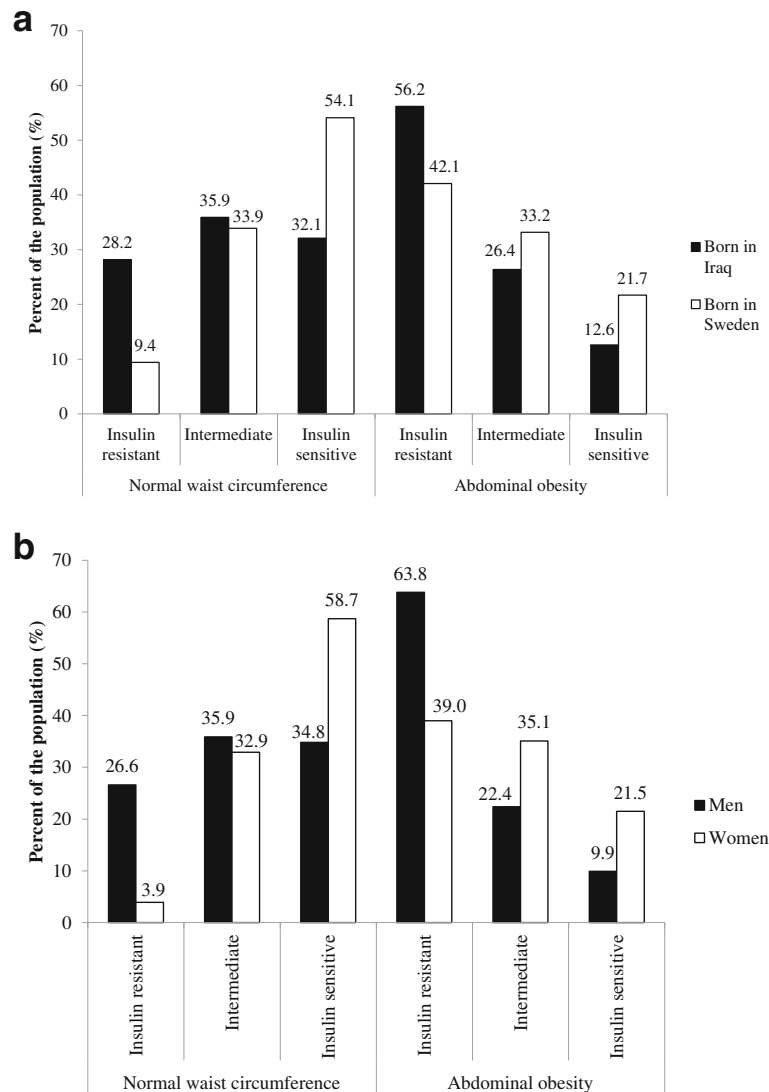 a
Percent of the population (%)
70
60
50
40
30
20
10
0
28.2
9.4
35.9
33.9
32.1
54.1
56.2
42.1
26.4
33.2
12.6
21.7
Insulin
resistant
Intermediate
Insulin
sensitive
Insulin
resistant
Intermediate
Insulin
sensitive
Normal waist circumference
Abdominal obesity
Born in
Iraq
Born in
Sweden
b
Percent of the population (%)
70
60
50
40
30
20
10
0
26.6
3.9
35.9
32.9
34.8
58.7
63.8
39.0
22.4
35.1
9.9
21.5
Insulin resistant
Intermediate
Insulin sensitive
Insulin resistant
Intermediate
Insulin sensitive
Normal waist circumference
Abdominal obesity
Men
Women